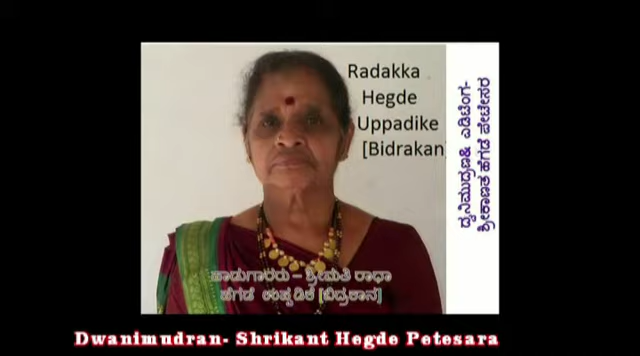 Radakka
Hegde
Uppadike
[Bidrakan
ಹಾಡುಗಾರರು – ಶ್ರೀಮತಿ ರಾಧಾ
ಹೆಗಡೆ ಉಪ್ಪಡಿಕೆ [ಬಿದ್ರಕಾನ]
ದ್ವನಿಮುದ್ರಣ& ಎಡಿಟಿಂಗ-
ಶ್ರೀಕಾಣತ ಹೆಗಡೆ ಪೇಟೇಸರ
Dwanimudran- Shrikant Hegde Petesara